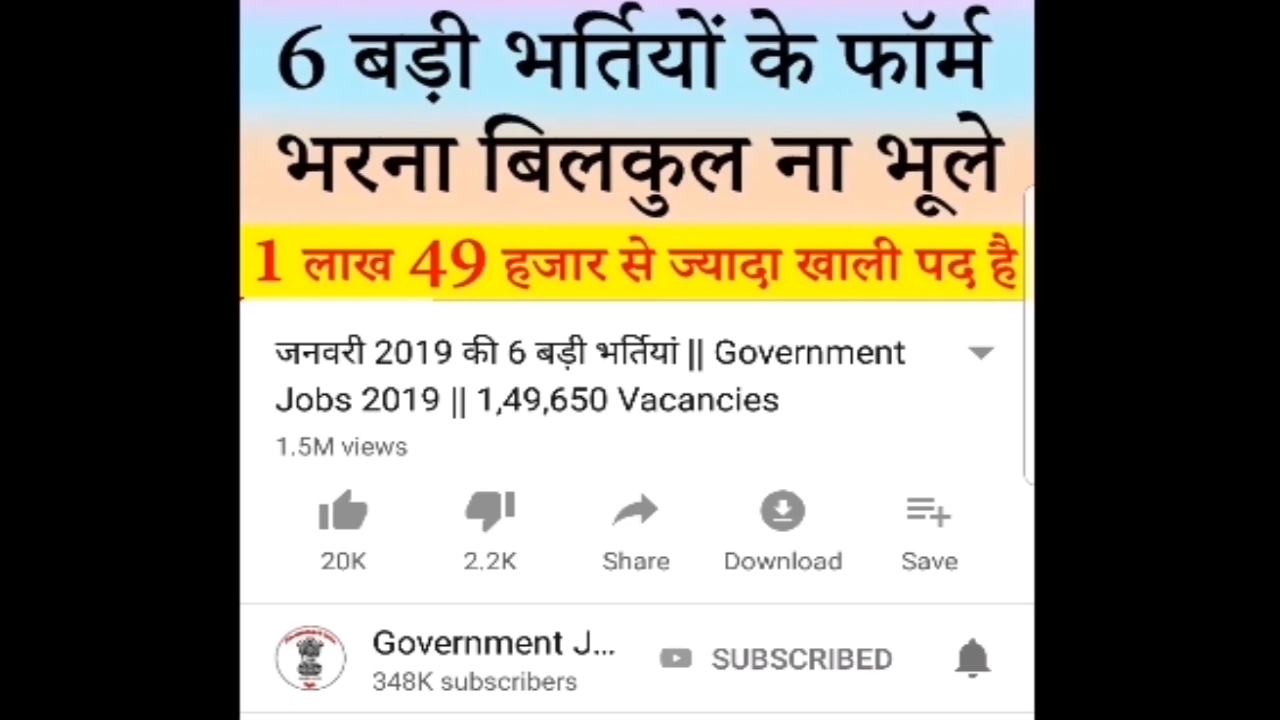 6 बड़ी भर्तियों के फॉर्म
भरना बिलकुल ना भूले
1 लाख 49 हजार से ज्यादा खाली पद है
जनवरी 2019 की 6 बड़ी भर्तियां || Government
Jobs 2019 || 1,49,650 Vacancies
1.5M views
20K 2.2K Share Download Save
Government J...
SUBSCRIBED
348K subscribers